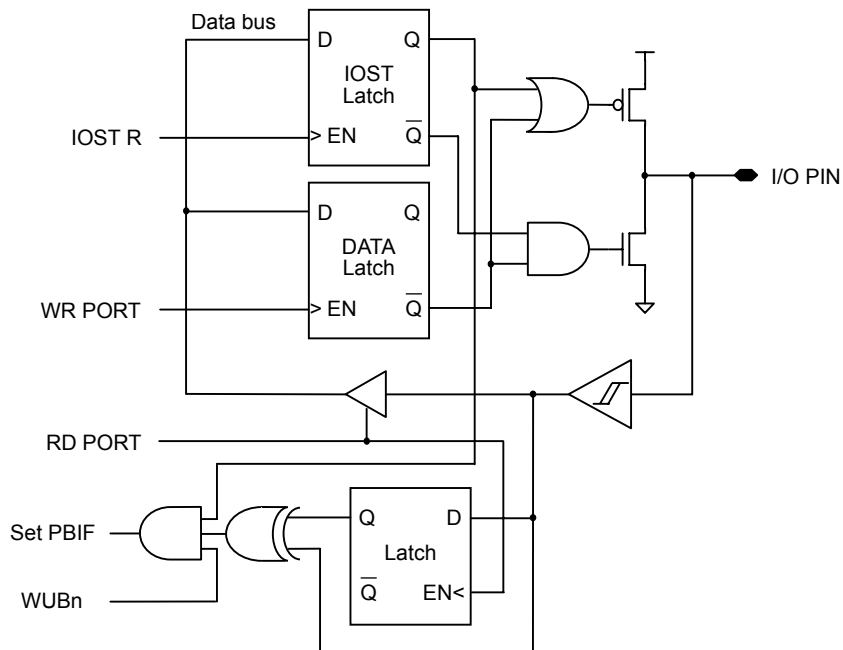 Data bus
D
Q
IOST
Latch
IOST R
> EN
Q̅
I/O PIN
D
Q
DATA
Latch
WR PORT
> EN
Q̅
RD PORT
Set PBIF
Q
D
Latch
WUBn
Q̅
EN<